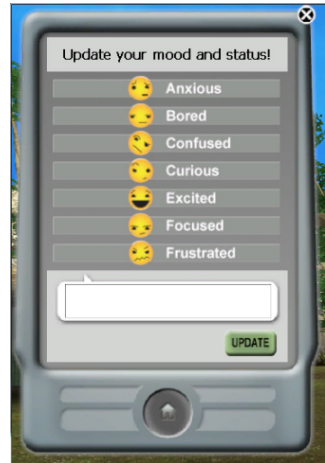 Update your mood and status!
Anxious
Bored
Confused
Curious
Excited
Focused
Frustrated
UPDATE